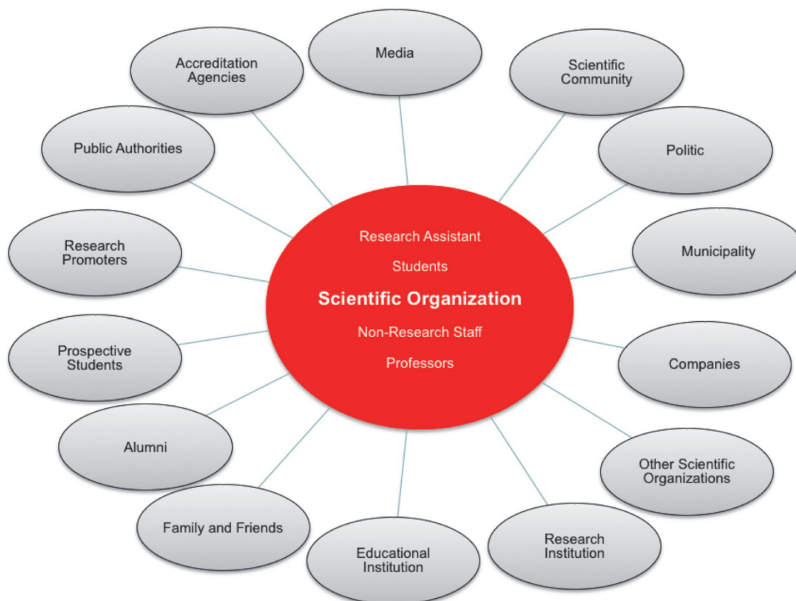 Media
Accreditation
Agencies
Scientific
Community
Public Authorities
Politic
Research
Promoters
Municipality
Research Assistant
Students
Scientific Organization
Non-Research Staff
Professors
Prospective
Students
Companies
Alumni
Other Scientific
Organizations
Family and Friends
Educational
Institution
Research
Institution